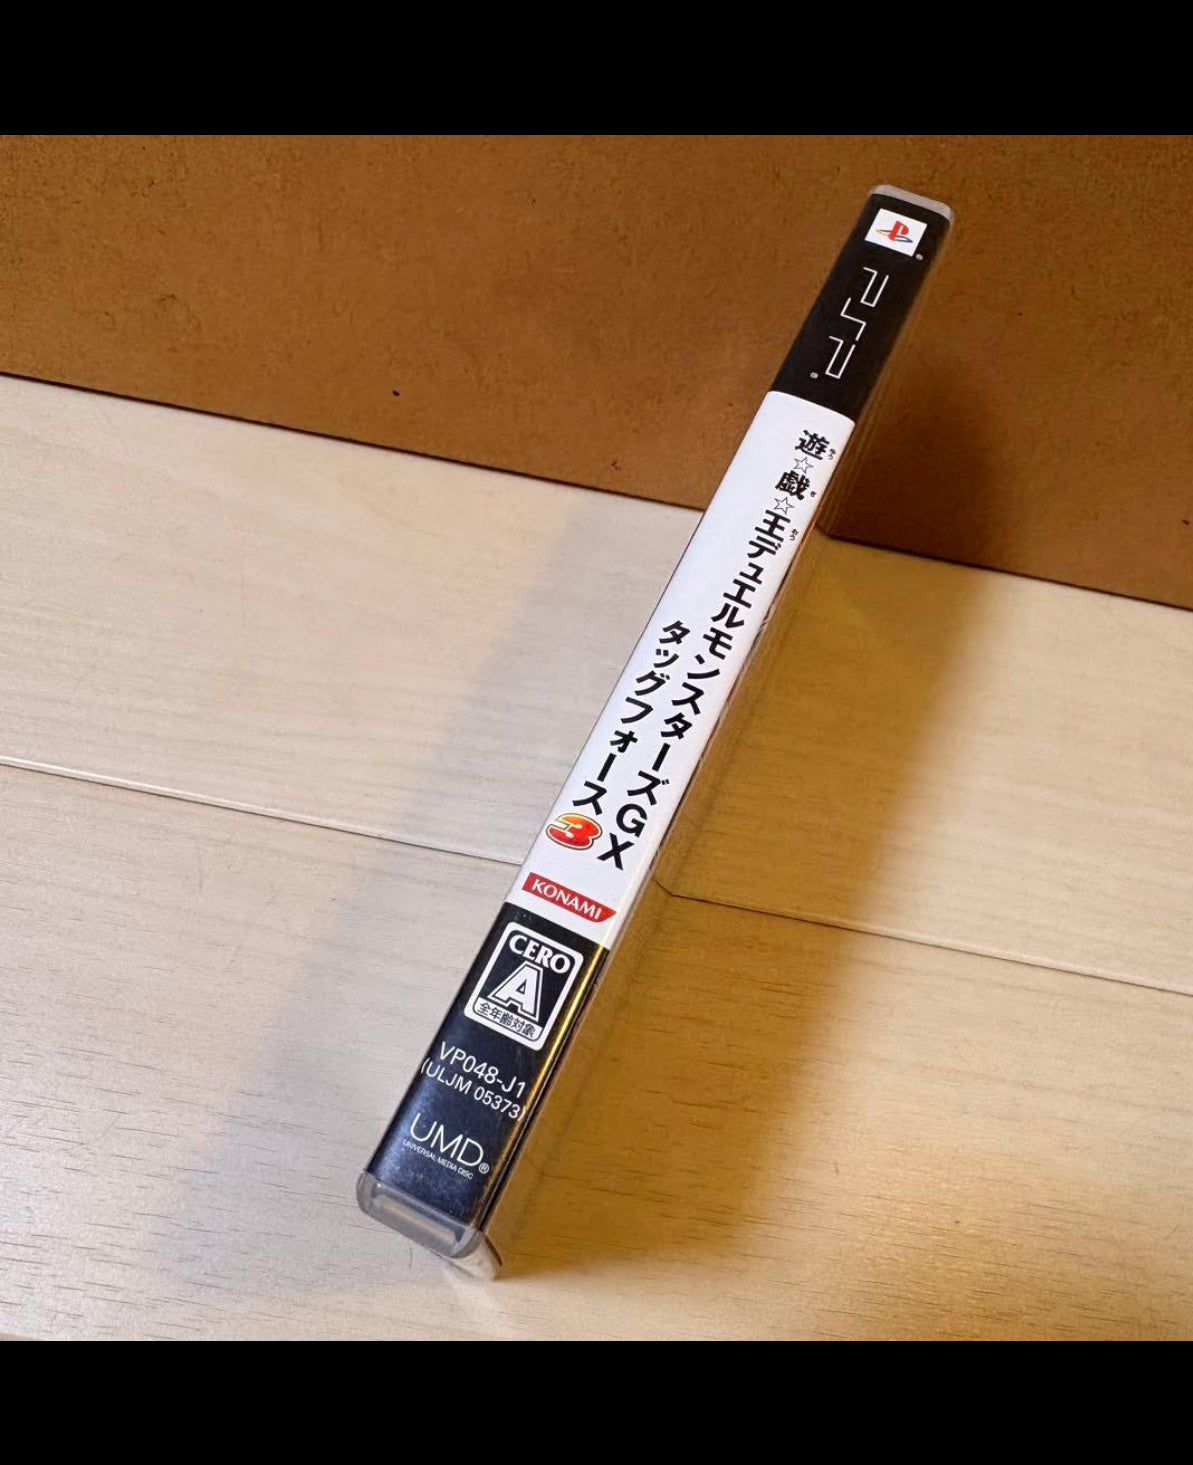 PSP
遊☆戯☆王デュエルモンスターズGX
タッグフォース3
KONAMI
CERO
A
全年齢対象
VP048-J1
(ULJM 05373)
UMD
UNIVERSAL MEDIA DISC